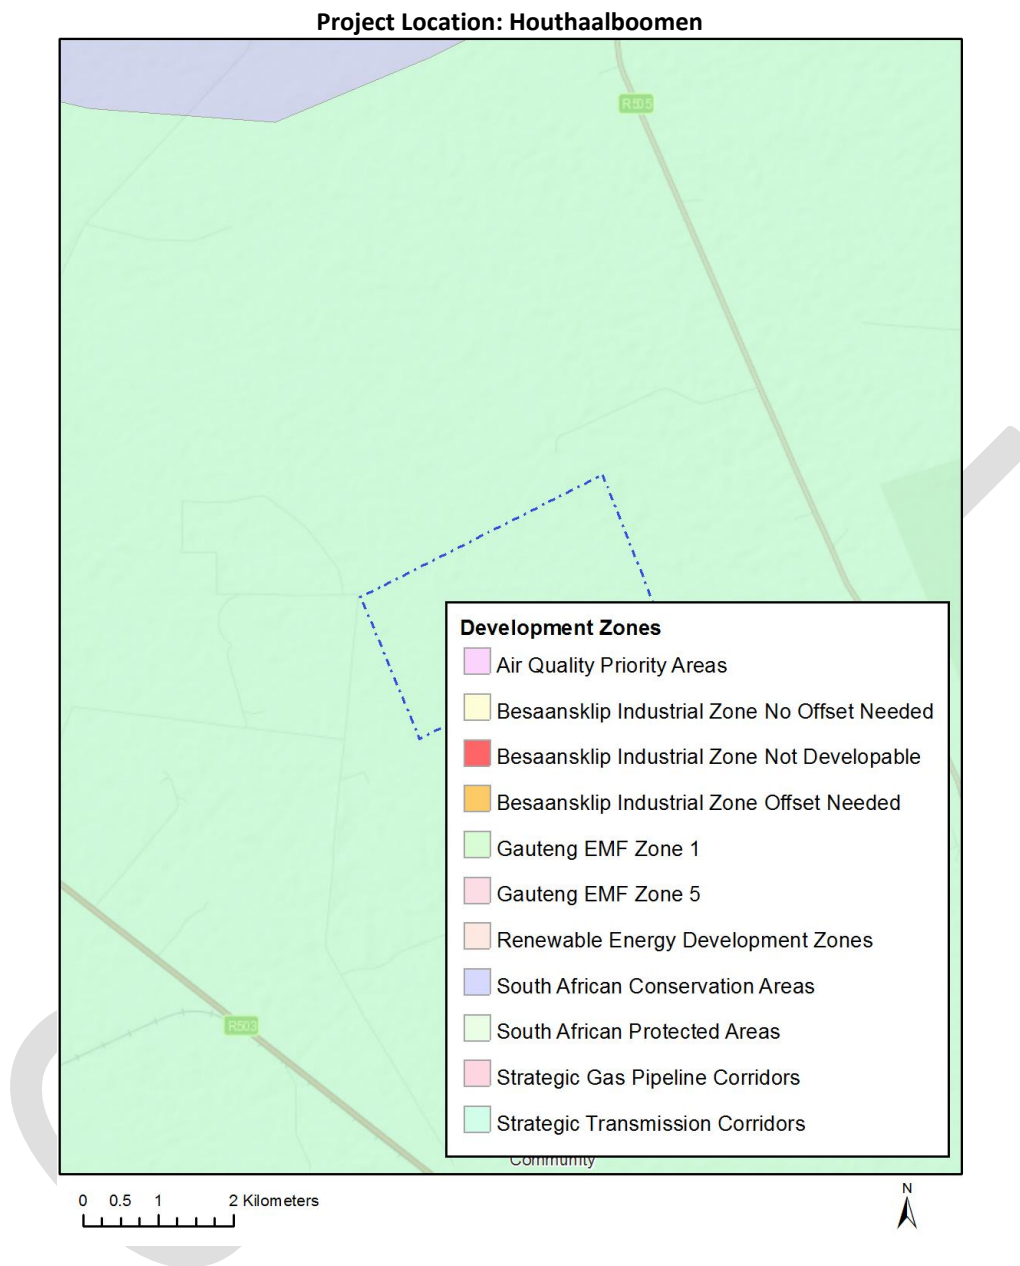 Project Location: Houthaalboomen
R505
Development Zones
Air Quality Priority Areas
Besaansklip Industrial Zone No Offset Needed
Besaansklip Industrial Zone Not Developable
Besaansklip Industrial Zone Offset Needed
Gauteng EMF Zone 1
Gauteng EMF Zone 5
Renewable Energy Development Zones
South African Conservation Areas
South African Protected Areas
Strategic Gas Pipeline Corridors
Strategic Transmission Corridors
R503
Community
0 0.5 1 2 Kilometers
N